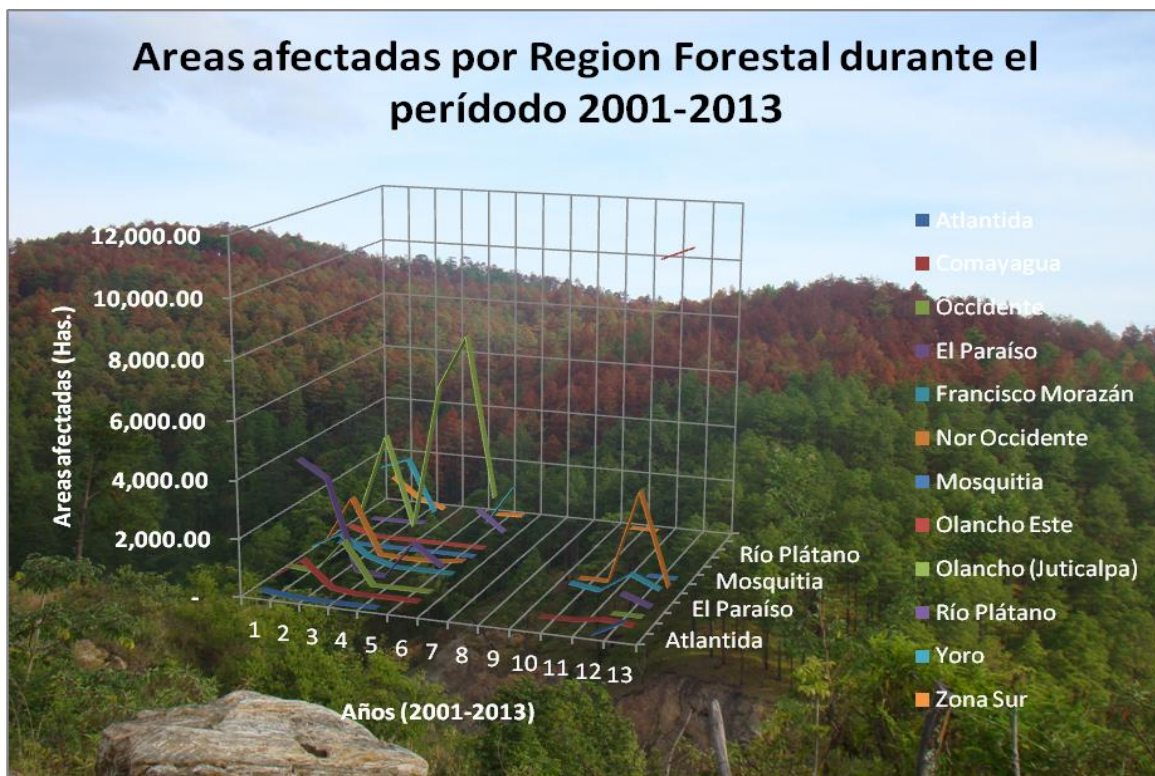 Areas afectadas por Region Forestal durante el
perídodo 2001-2013
Areas afectadas (Has.)
12,000.00
10,000.00
8,000.00
6,000.00
4,000.00
2,000.00
-
1 2 3 4 5 6 7 8 9 10 11 12 13
Años (2001-2013)
Río Plátano
Mosquitia
El Paraíso
Atlantida
Atlantida
Comayagua
Occidente
El Paraíso
Francisco Morazán
Nor Occidente
Mosquitia
Olancho Este
Olancho (Juticalpa)
Río Plátano
Yoro
Zona Sur